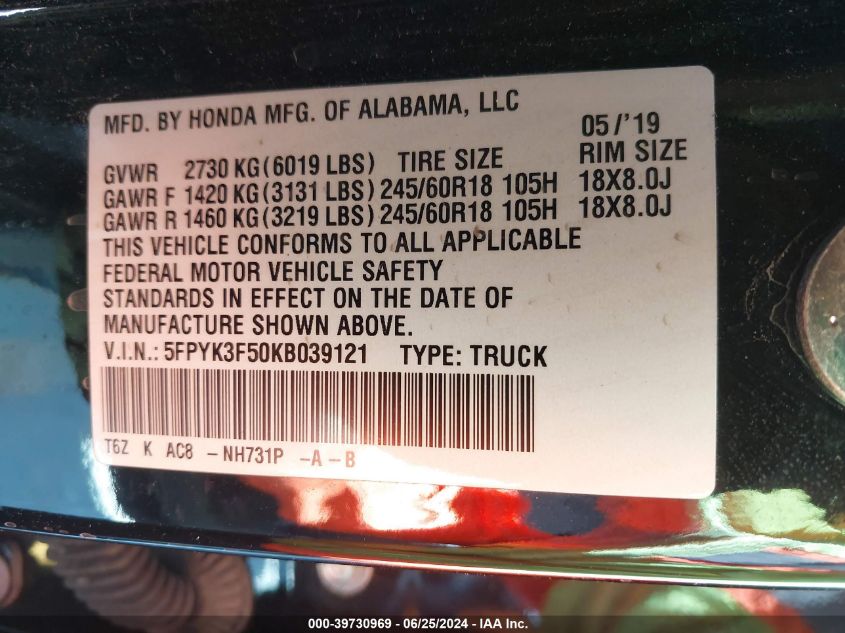 MFD. BY HONDA MFG. OF ALABAMA, LLC 05/'19
GVWR 2730 KG(6019 LBS) TIRE SIZE RIM SIZE
GAWR F 1420 KG(3131 LBS) 245/60R18 105H 18X8.0J
GAWR R 1460 KG(3219 LBS) 245/60R18 105H 18X8.0J
THIS VEHICLE CONFORMS TO ALL APPLICABLE
FEDERAL MOTOR VEHICLE SAFETY
STANDARDS IN EFFECT ON THE DATE OF
MANUFACTURE SHOWN ABOVE.
V.I.N.: 5FPYK3F50KB039121 TYPE: TRUCK
T6Z K AC8 - NH731P -A-B
000-39730969 - 06/25/2024 - IAA Inc.